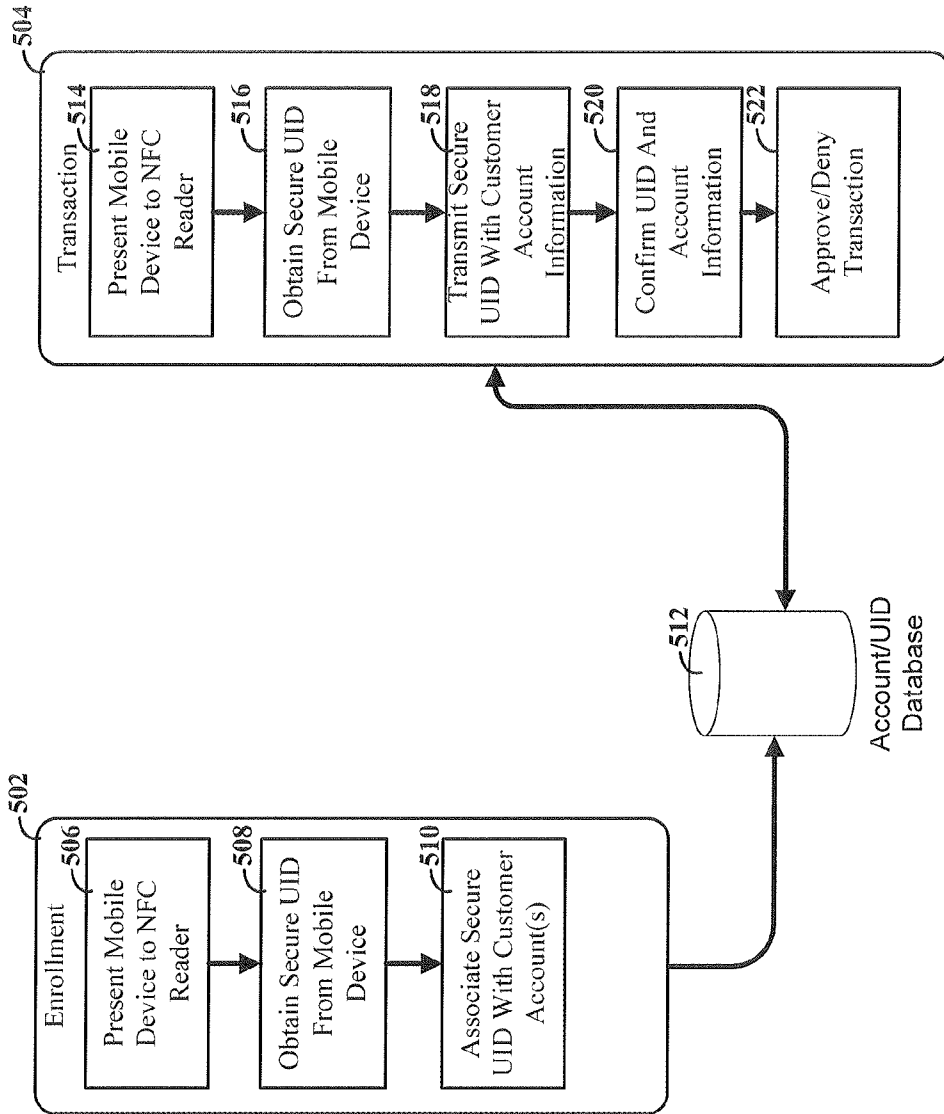 502
Enrollment
506
Present Mobile
Device to NFC
Reader
508
Obtain Secure UID
From Mobile
Device
510
Associate Secure
UID With Customer
Account(s)
512
Account/UID
Database
504
Transaction
514
Present Mobile
Device to NFC
Reader
516
Obtain Secure UID
From Mobile
Device
518
Transmit Secure
UID With Customer
Account
Information
520
Confirm UID And
Account
Information
522
Approve/Deny
Transaction